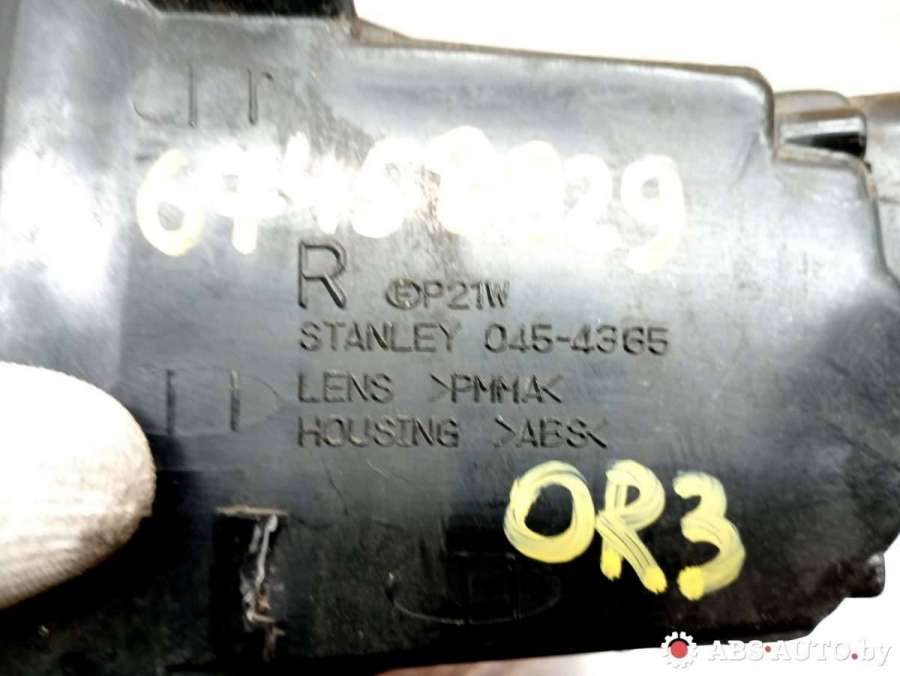 R ⒺP21W
STANLEY 045-4365
LENS >PMMA<
HOUSING >ABS<
OR3
ABS-AUTO.by